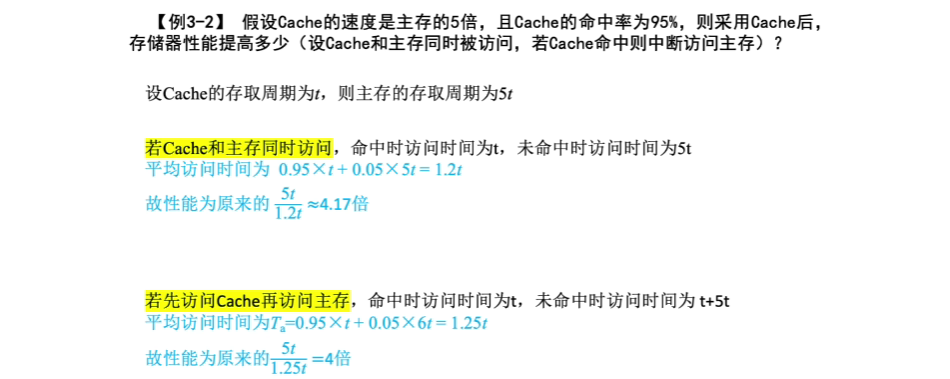 【例3-2】 假设Cache的速度是主存的5倍，且Cache的命中率为95%，则采用Cache后，
存储器性能提高多少（设Cache和主存同时被访问，若Cache命中则中断访问主存）？
设Cache的存取周期为t，则主存的存取周期为5t
若Cache和主存同时访问，命中时访问时间为t，未命中时访问时间为5t
平均访问时间为 0.95×t + 0.05×5t = 1.2t
故性能为原来的 5t/1.2t ≈4.17倍
若先访问Cache再访问主存，命中时访问时间为t，未命中时访问时间为 t+5t
平均访问时间为Ta=0.95×t + 0.05×6t = 1.25t
故性能为原来的 5t/1.25t =4倍